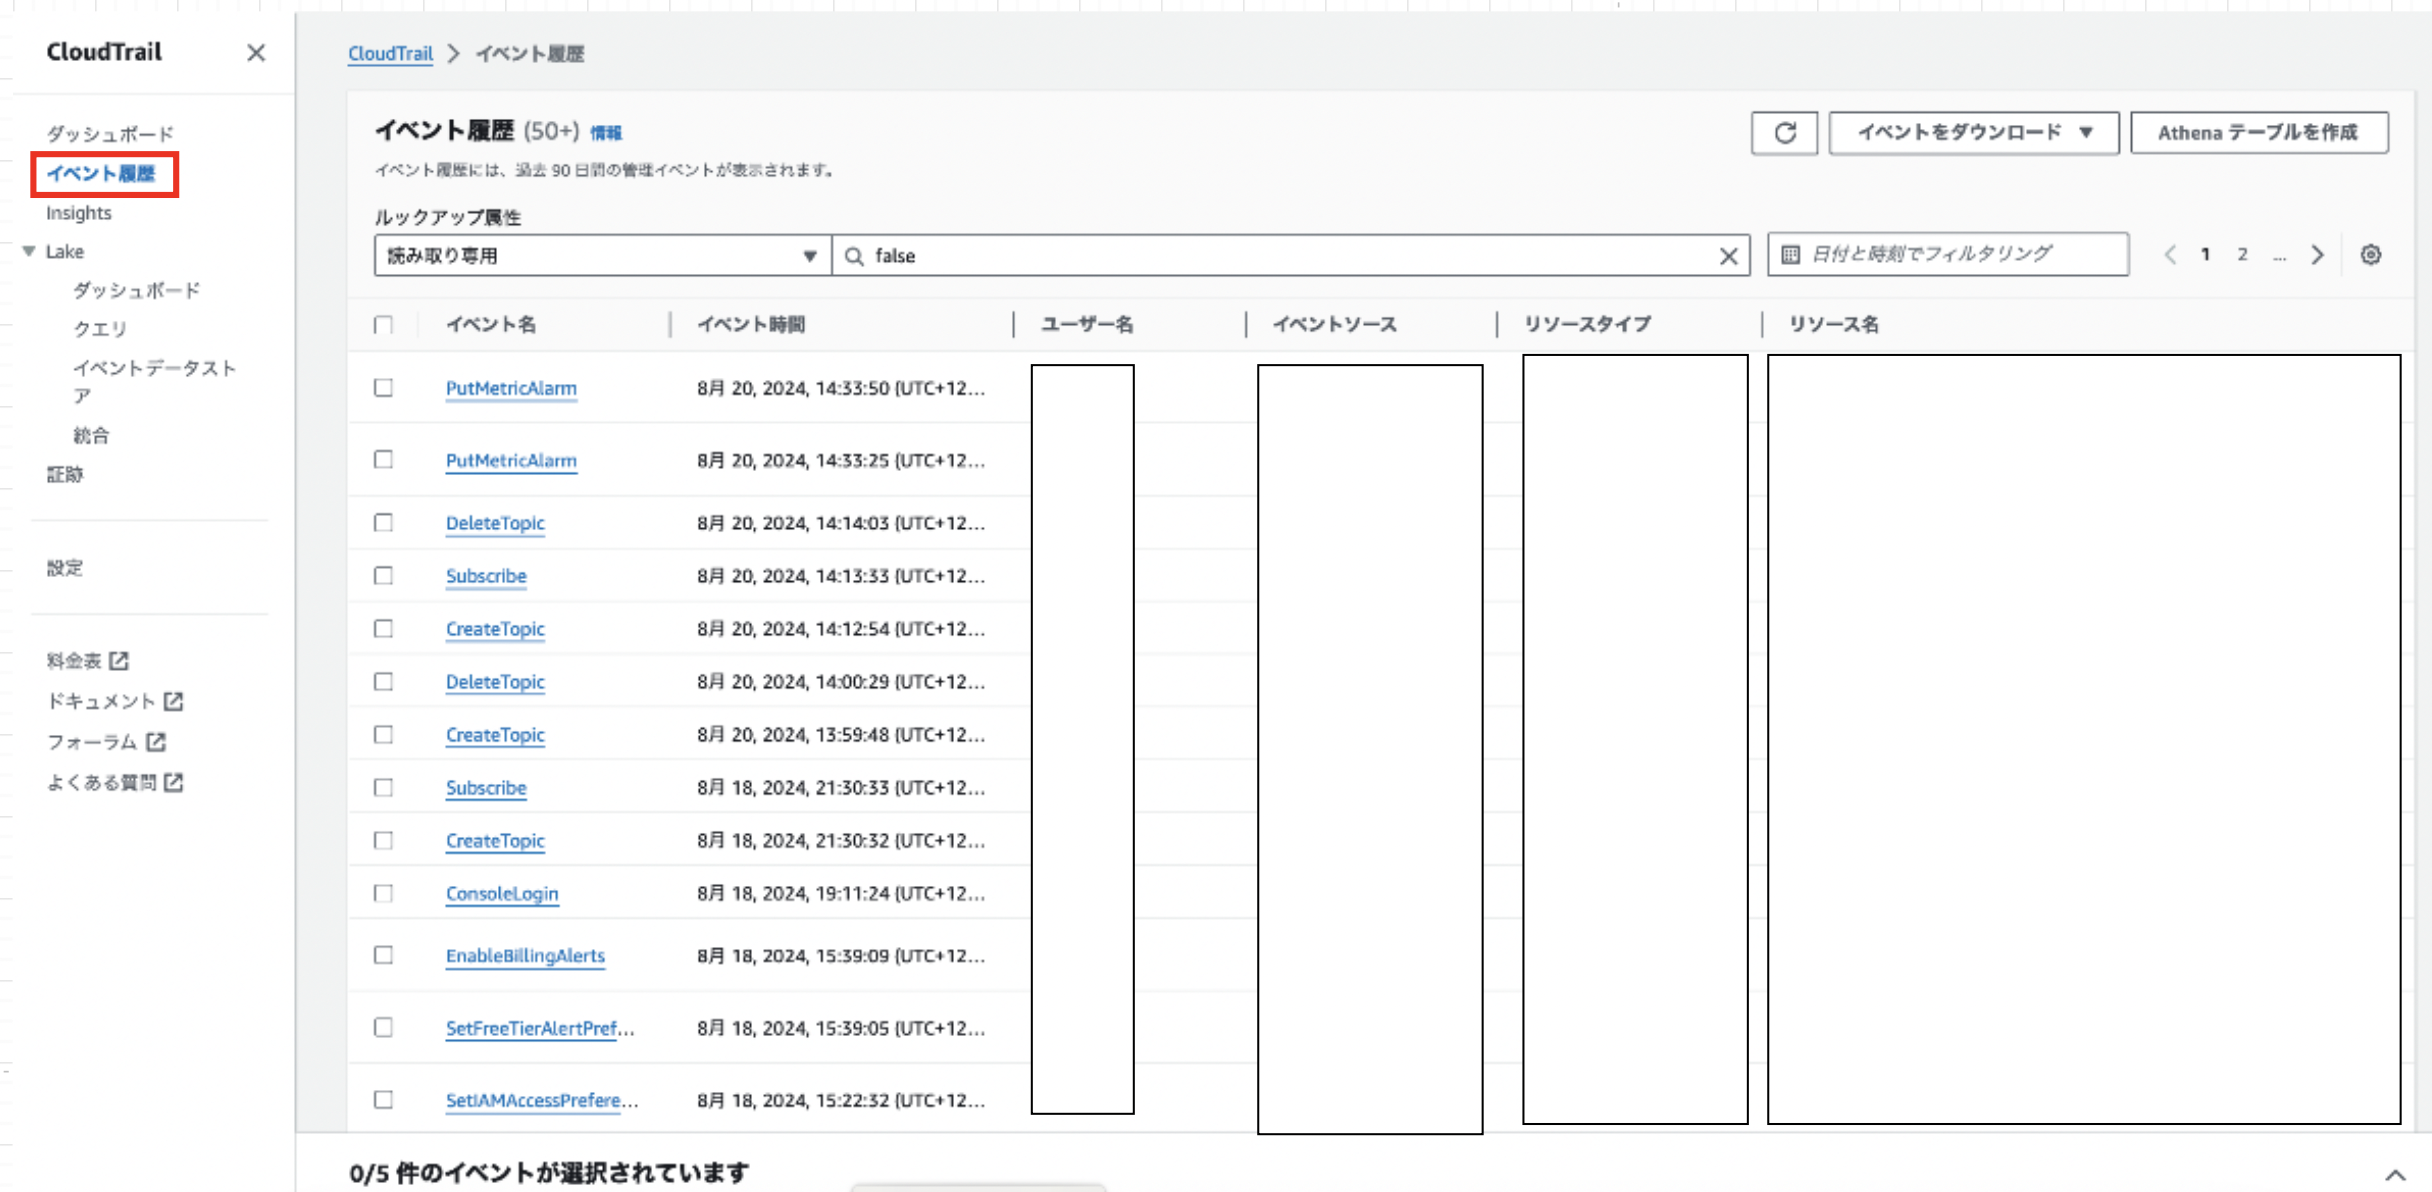 CloudTrail
ダッシュボード
イベント履歴
Insights
Lake
ダッシュボード
クエリ
イベントデータスト
ア
統合
証跡
設定
料金表
ドキュメント
フォーラム
よくある質問
CloudTrail > イベント履歴
イベント履歴 (50+) 情報
イベントをダウンロード ▼
Athena テーブルを作成
イベント履歴には、過去 90 日間の管理イベントが表示されます。
ルックアップ属性
読み取り専用 ▼ false
日付と時刻でフィルタリング
1 2 ...
イベント名 イベント時間 ユーザー名 イベントソース リソースタイプ リソース名
PutMetricAlarm 8月 20, 2024, 14:33:50 (UTC+12...
PutMetricAlarm 8月 20, 2024, 14:33:25 (UTC+12...
DeleteTopic 8月 20, 2024, 14:14:03 (UTC+12...
Subscribe 8月 20, 2024, 14:13:33 (UTC+12...
CreateTopic 8月 20, 2024, 14:12:54 (UTC+12...
DeleteTopic 8月 20, 2024, 14:00:29 (UTC+12...
CreateTopic 8月 20, 2024, 13:59:48 (UTC+12...
Subscribe 8月 18, 2024, 21:30:33 (UTC+12...
CreateTopic 8月 18, 2024, 21:30:32 (UTC+12...
ConsoleLogin 8月 18, 2024, 19:11:24 (UTC+12...
EnableBillingAlerts 8月 18, 2024, 15:39:09 (UTC+12...
SetFreeTierAlertPref... 8月 18, 2024, 15:39:05 (UTC+12...
SetIAMAccessPrefere... 8月 18, 2024, 15:22:32 (UTC+12...
0/5 件のイベントが選択されています